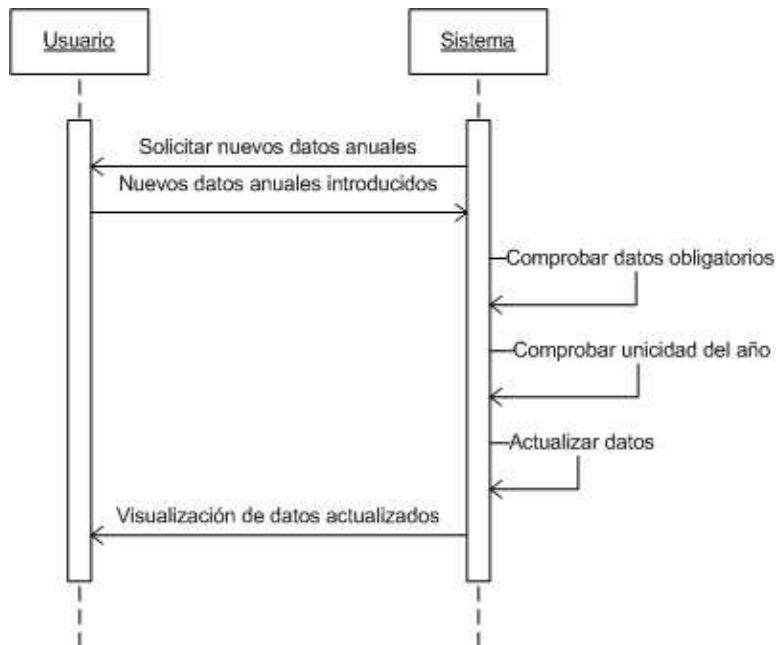 Usuario
Sistema
Solicitar nuevos datos anuales
Nuevos datos anuales introducidos
Comprobar datos obligatorios
Comprobar unicidad del año
Actualizar datos
Visualización de datos actualizados